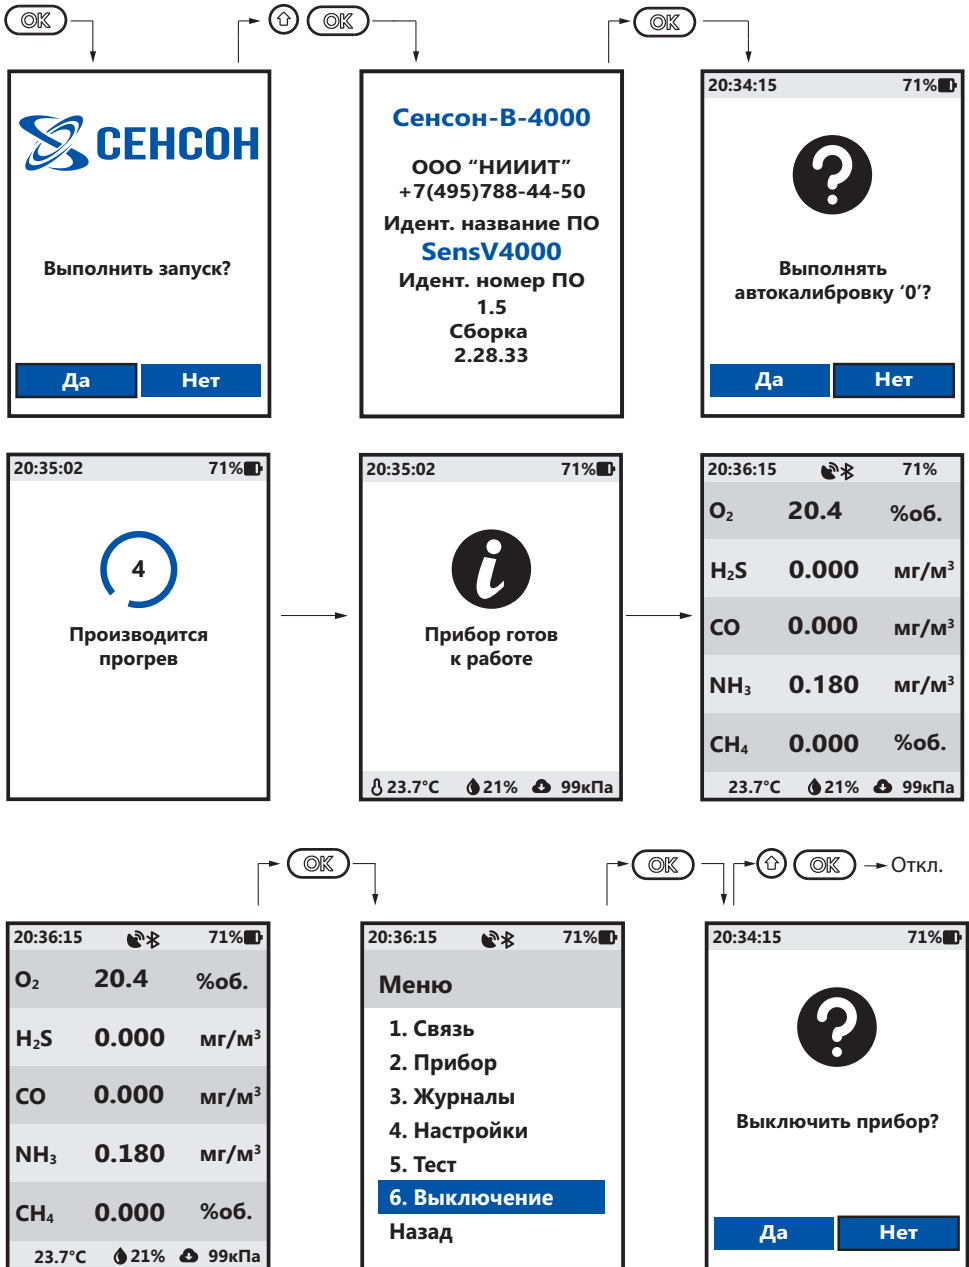 OK
OK
OK
СЕНСОН
Выполнить запуск?
Да
Нет
Сенсон-В-4000
ООО “НИИИТ”
+7(495)788-44-50
Идент. название ПО
SensV4000
Идент. номер ПО
1.5
Сборка
2.28.33
20:34:15 71%
?
Выполнять
автокалибровку ‘0’?
Да
Нет
20:35:02 71%
4
Производится
прогрев
20:35:02 71%
i
Прибор готов
к работе
23.7°C 21% 99кПа
20:36:15 71%
O₂ 20.4 %об.
H₂S 0.000 мг/м³
CO 0.000 мг/м³
NH₃ 0.180 мг/м³
CH₄ 0.000 %об.
23.7°C 21% 99кПа
OK
OK
OK Откл.
20:36:15 71%
O₂ 20.4 %об.
H₂S 0.000 мг/м³
CO 0.000 мг/м³
NH₃ 0.180 мг/м³
CH₄ 0.000 %об.
23.7°C 21% 99кПа
20:36:15 71%
Меню
1. Связь
2. Прибор
3. Журналы
4. Настройки
5. Тест
6. Выключение
Назад
20:34:15 71%
?
Выключить прибор?
Да
Нет